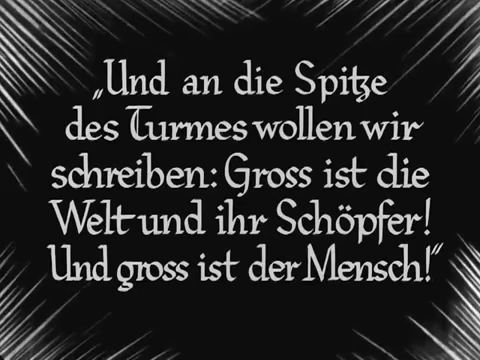 „Und an die Spitze
des Turmes wollen wir
schreiben: Gross ist die
Welt und ihr Schöpfer!
Und gross ist der Mensch!“